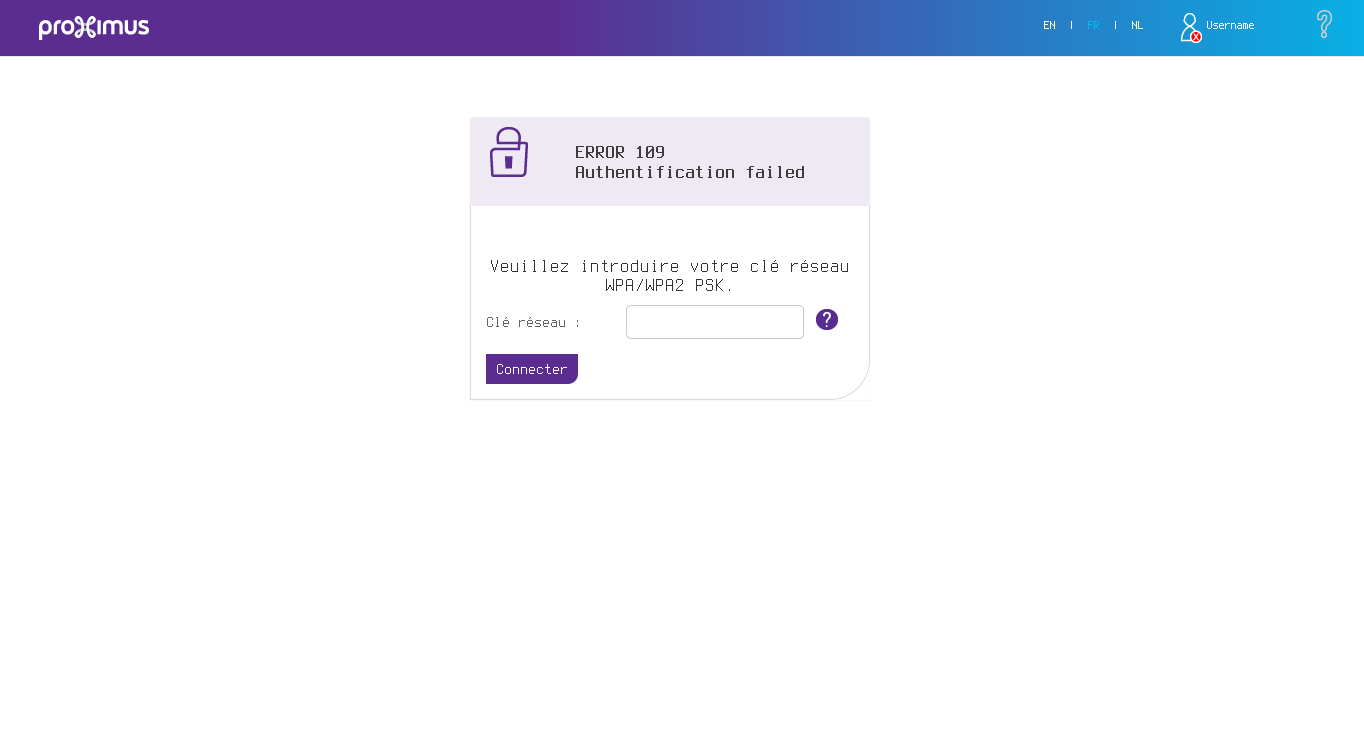 proximus
EN | FR | NL
Username
ERROR 109
Authentification failed
Veuillez introduire votre clé réseau
WPA/WPA2 PSK.
Clé réseau :
?
Connecter